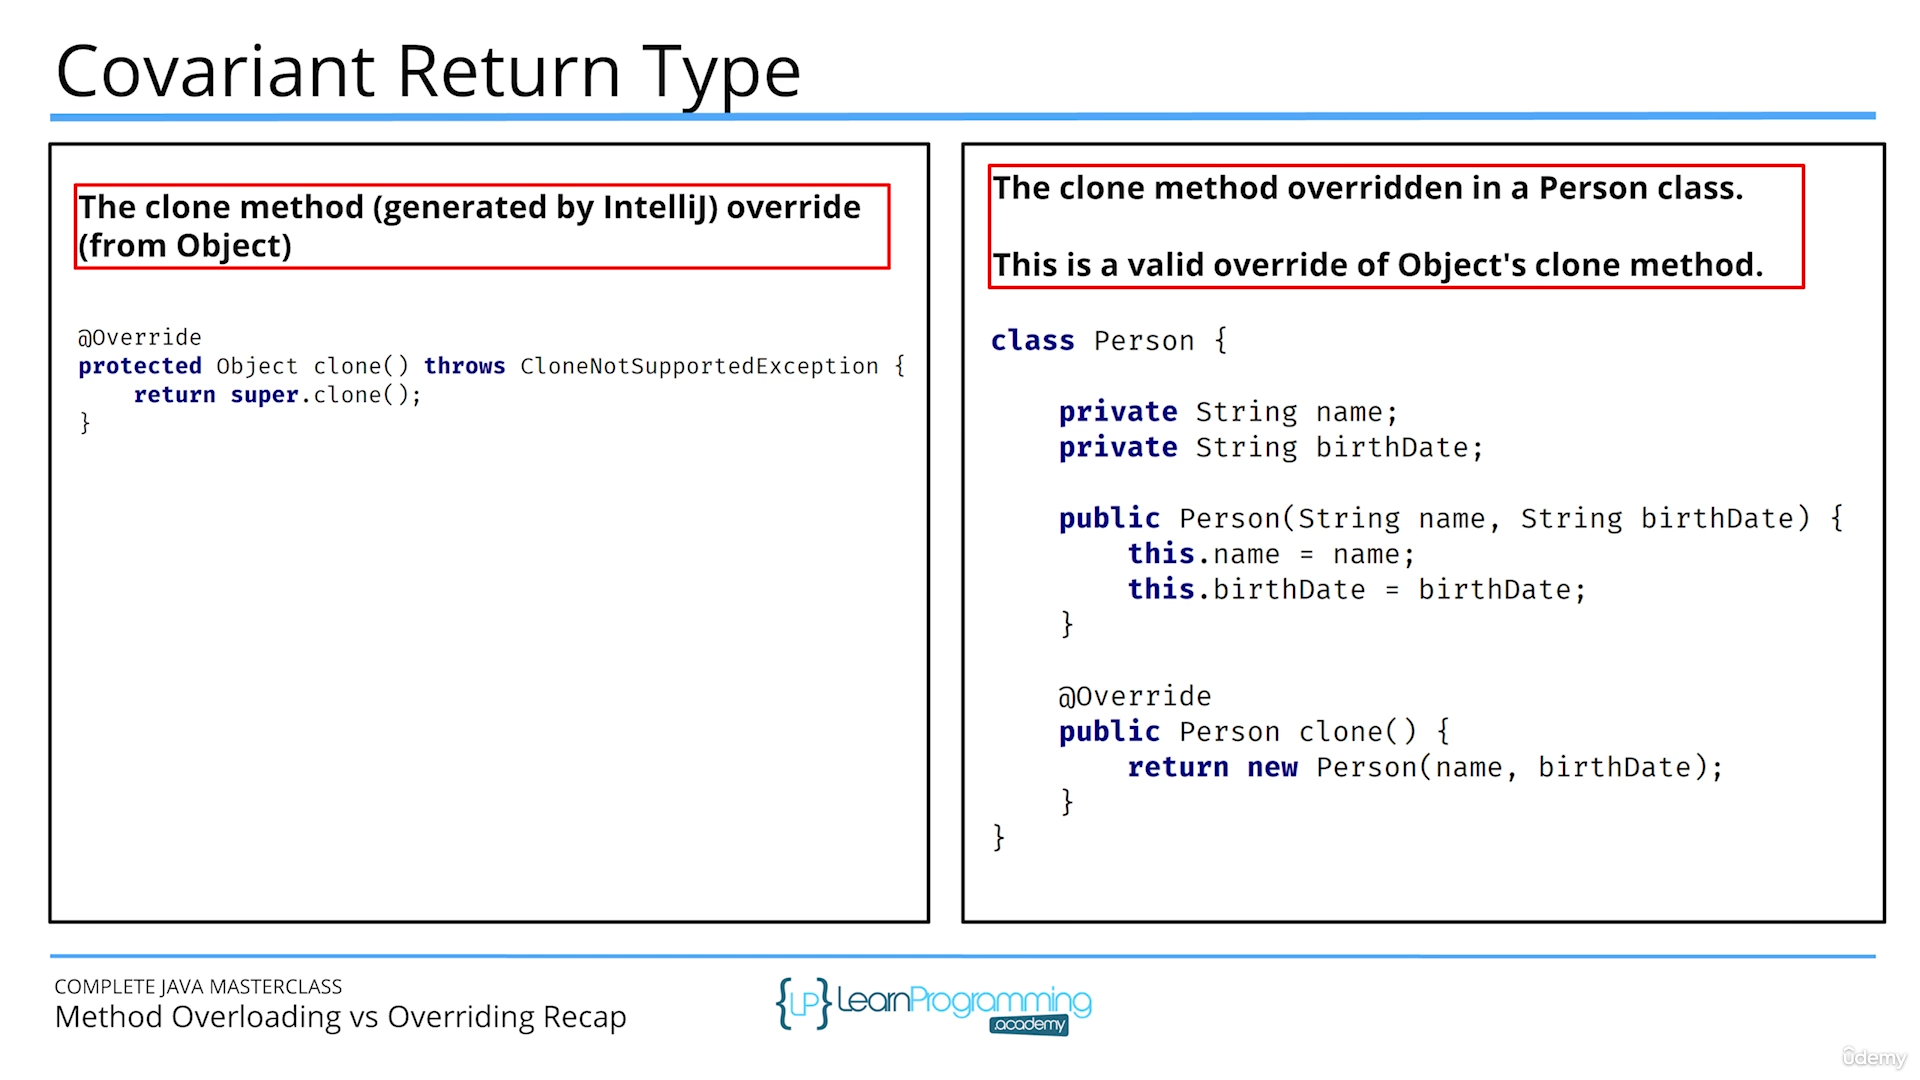 Covariant Return Type
The clone method (generated by IntelliJ) override
(from Object)
@Override
protected Object clone() throws CloneNotSupportedException {
    return super.clone();
}
The clone method overridden in a Person class.
This is a valid override of Object's clone method.
class Person {
    private String name;
    private String birthDate;
    public Person(String name, String birthDate) {
        this.name = name;
        this.birthDate = birthDate;
    }
    @Override
    public Person clone() {
        return new Person(name, birthDate);
    }
}
COMPLETE JAVA MASTERCLASS
Method Overloading vs Overriding Recap
{LP} LearnProgramming
.academy
ûdemy